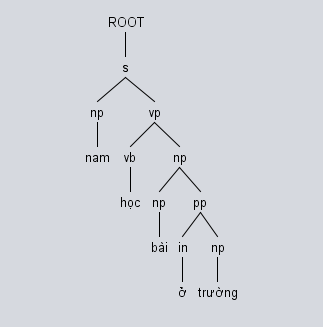 ROOT
s
np vp
nam vb np
học np pp
bài in np
ở trường